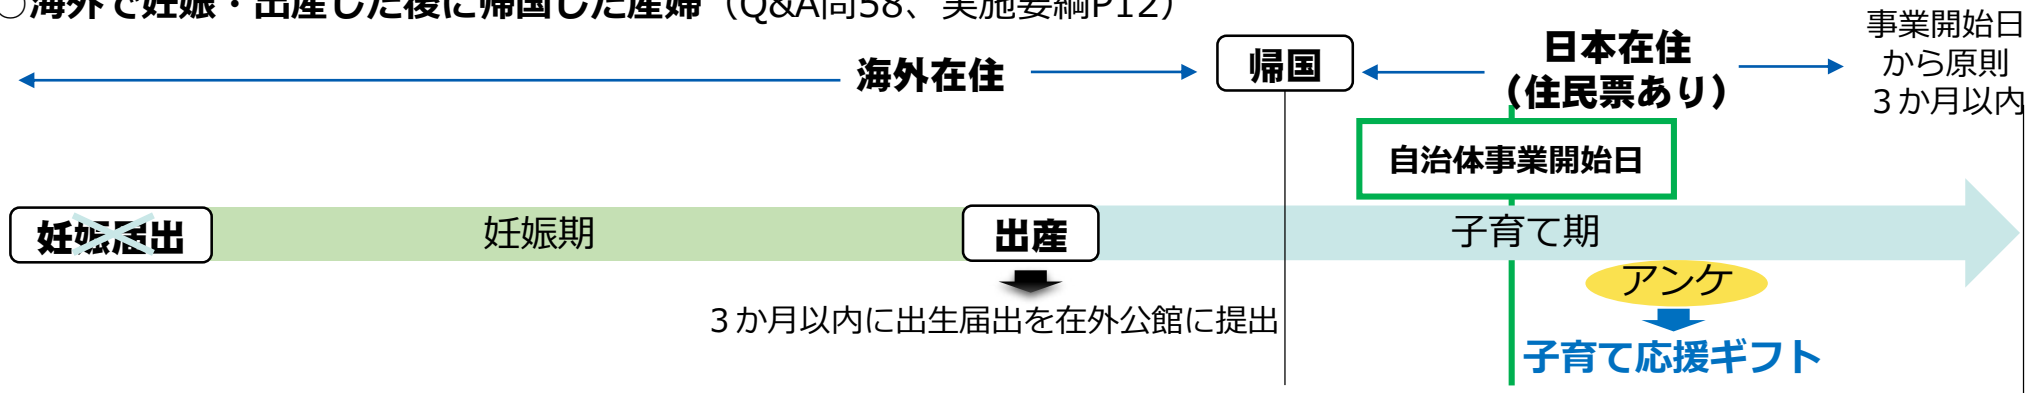 ○海外で妊娠・出産した後に帰国した産婦（Q&A問58、実施要綱P12）
事業開始日
から原則
３か月以内
海外在住
帰国
日本在住
（住民票あり）
自治体事業開始日
妊娠届出
妊娠期
出産
子育て期
アンケ
３か月以内に出生届出を在外公館に提出
子育て応援ギフト